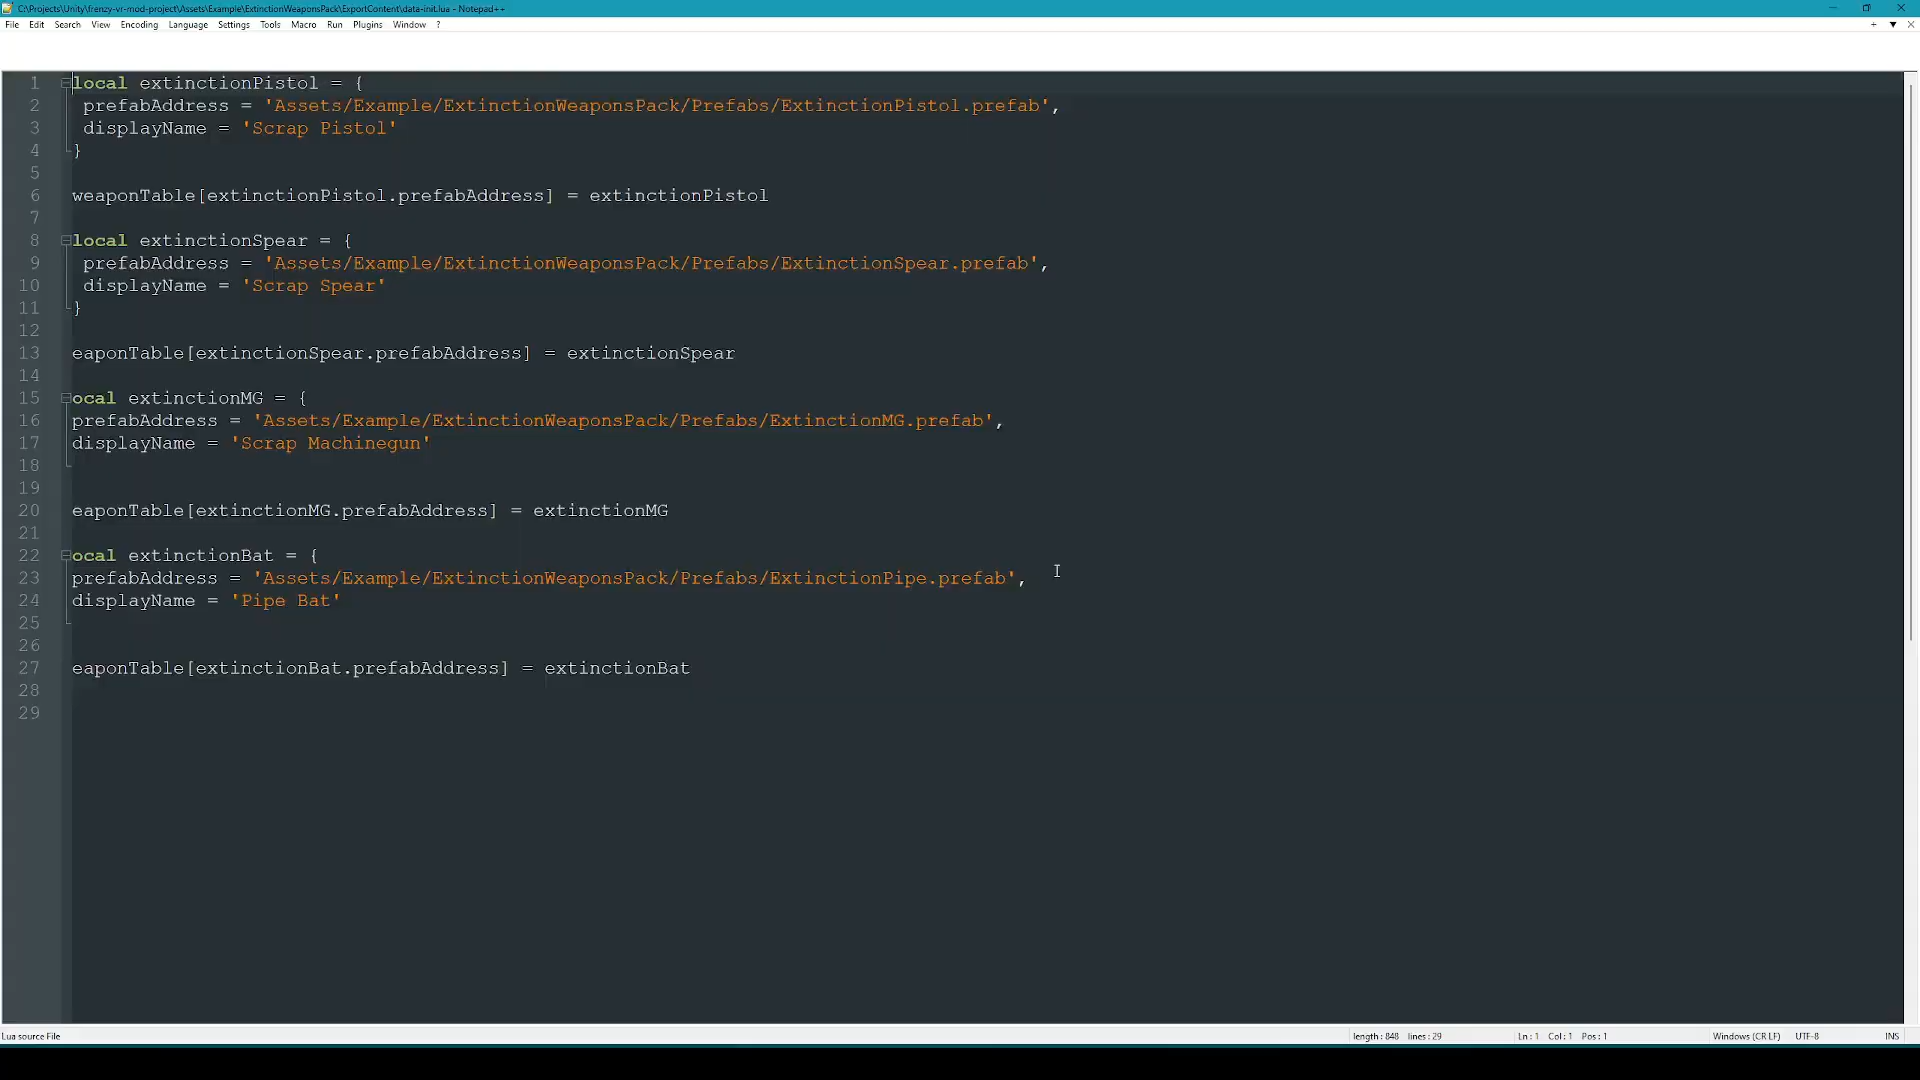 C:\Projects\Unity\frenzy-vr-mod-project\Assets\Example\ExtinctionWeaponsPack\ExportContent\data-init.lua - Notepad++
File Edit Search View Encoding Language Settings Tools Macro Run Plugins Window ?
1 local extinctionPistol = {
2 prefabAddress = 'Assets/Example/ExtinctionWeaponsPack/Prefabs/ExtinctionPistol.prefab',
3 displayName = 'Scrap Pistol'
4 }
5
6 weaponTable[extinctionPistol.prefabAddress] = extinctionPistol
7
8 local extinctionSpear = {
9 prefabAddress = 'Assets/Example/ExtinctionWeaponsPack/Prefabs/ExtinctionSpear.prefab',
10 displayName = 'Scrap Spear'
11 }
12
13 eaponTable[extinctionSpear.prefabAddress] = extinctionSpear
14
15 ocal extinctionMG = {
16 prefabAddress = 'Assets/Example/ExtinctionWeaponsPack/Prefabs/ExtinctionMG.prefab',
17 displayName = 'Scrap Machinegun'
18
19
20 eaponTable[extinctionMG.prefabAddress] = extinctionMG
21
22 ocal extinctionBat = {
23 prefabAddress = 'Assets/Example/ExtinctionWeaponsPack/Prefabs/ExtinctionPipe.prefab',
24 displayName = 'Pipe Bat'
25
26
27 eaponTable[extinctionBat.prefabAddress] = extinctionBat
28
29
Lua source File length : 848 lines : 29 Ln : 1 Col : 1 Pos : 1 Windows (CR LF) UTF-8 INS